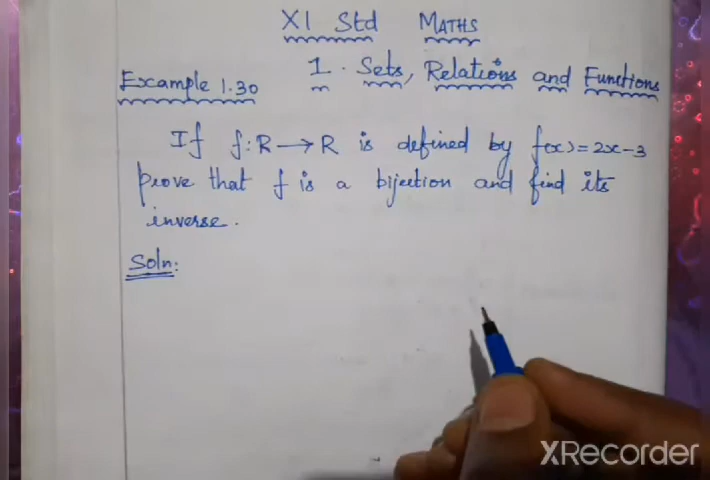 XI Std Maths
1. Sets, Relations and Functions
Example 1.30
If f: R → R is defined by f(x) = 2x - 3
prove that f is a bijection and find its
inverse.
Soln:
XRecorder